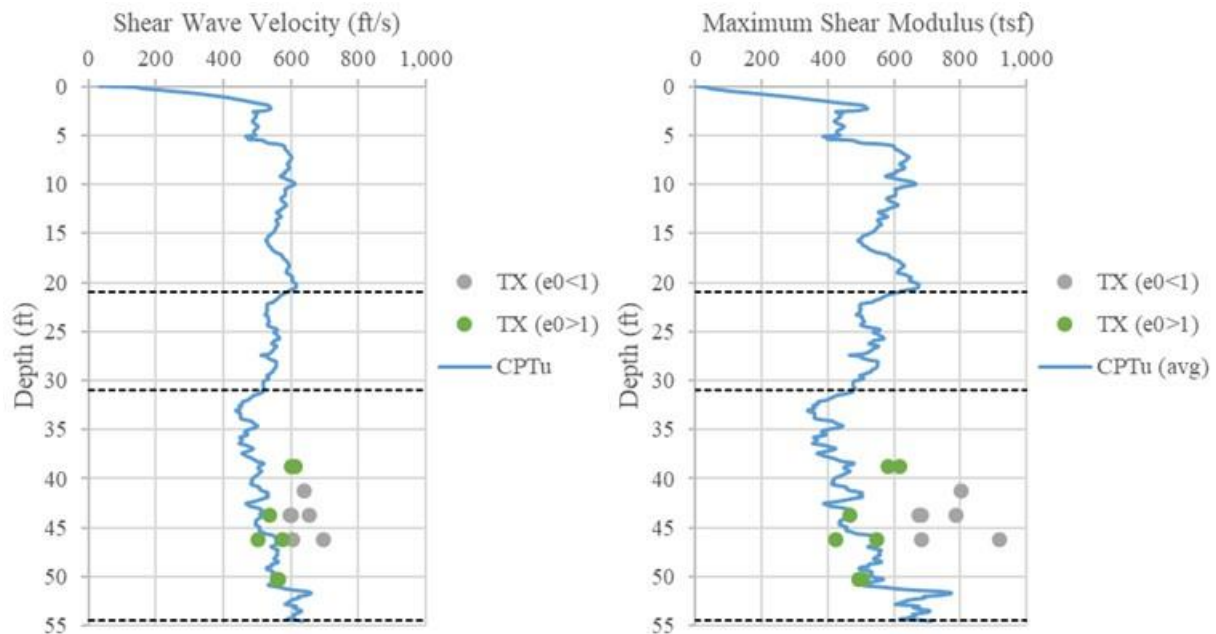 Shear Wave Velocity (ft/s)
0 200 400 600 800 1,000
0
5
10
15
20
25
30
35
40
45
50
55
Depth (ft)
TX (e0<1)
TX (e0>1)
CPTu
Maximum Shear Modulus (tsf)
0 200 400 600 800 1,000
0
5
10
15
20
25
30
35
40
45
50
55
Depth (ft)
TX (e0<1)
TX (e0>1)
CPTu (avg)